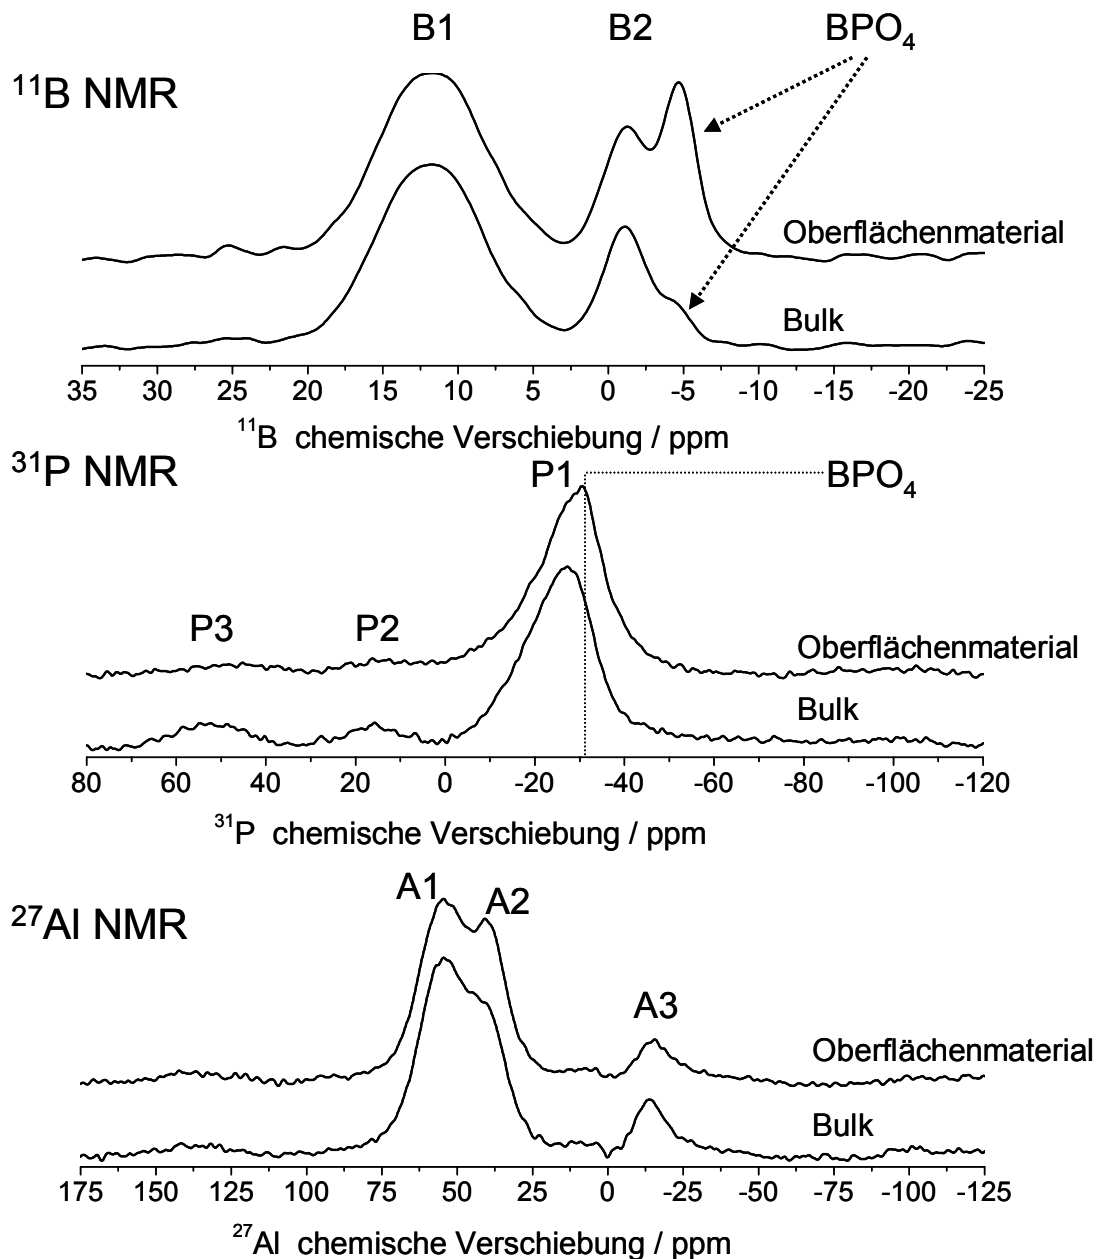 B1 B2 BPO₄
¹¹B NMR
Oberflächenmaterial
Bulk
35 30 25 20 15 10 5 0 -5 -10 -15 -20 -25
¹¹B chemische Verschiebung / ppm
³¹P NMR
P1 BPO₄
P3 P2
Oberflächenmaterial
Bulk
80 60 40 20 0 -20 -40 -60 -80 -100 -120
³¹P chemische Verschiebung / ppm
A1 A2
²⁷Al NMR
A3
Oberflächenmaterial
Bulk
175 150 125 100 75 50 25 0 -25 -50 -75 -100 -125
²⁷Al chemische Verschiebung / ppm